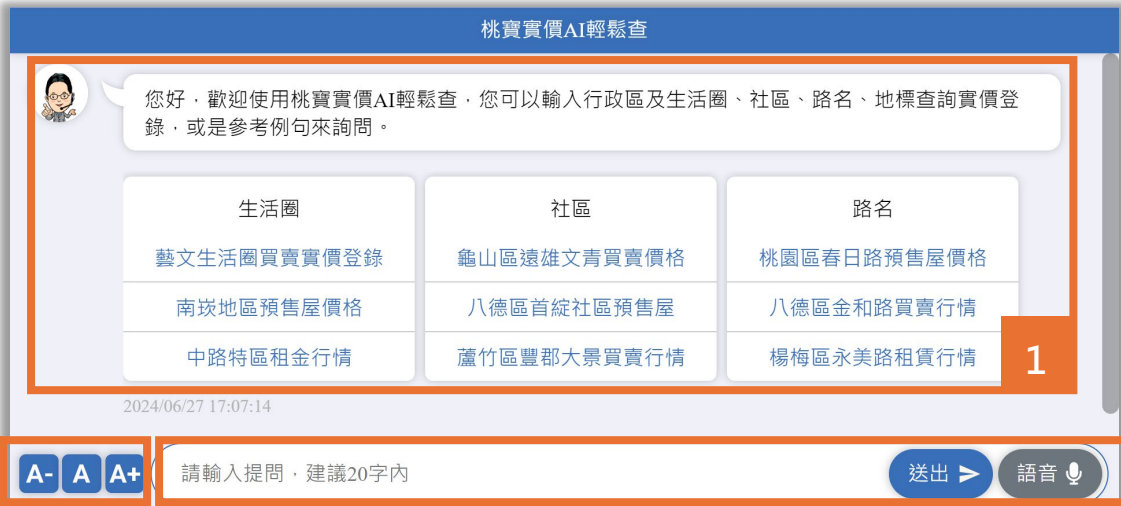 桃寶實價AI輕鬆查
您好，歡迎使用桃寶實價AI輕鬆查，您可以輸入行政區及生活圈、社區、路名、地標查詢實價登
錄，或是參考例句來詢問。
生活圈
藝文生活圈買賣實價登錄
南崁地區預售屋價格
中路特區租金行情
社區
龜山區遠雄文青買賣價格
八德區首綻社區預售屋
蘆竹區豐郡大景買賣行情
路名
桃園區春日路預售屋價格
八德區金和路買賣行情
楊梅區永美路租賃行情
1
2024/06/27 17:07:14
A- A A+ 請輸入提問，建議20字內 送出 語音